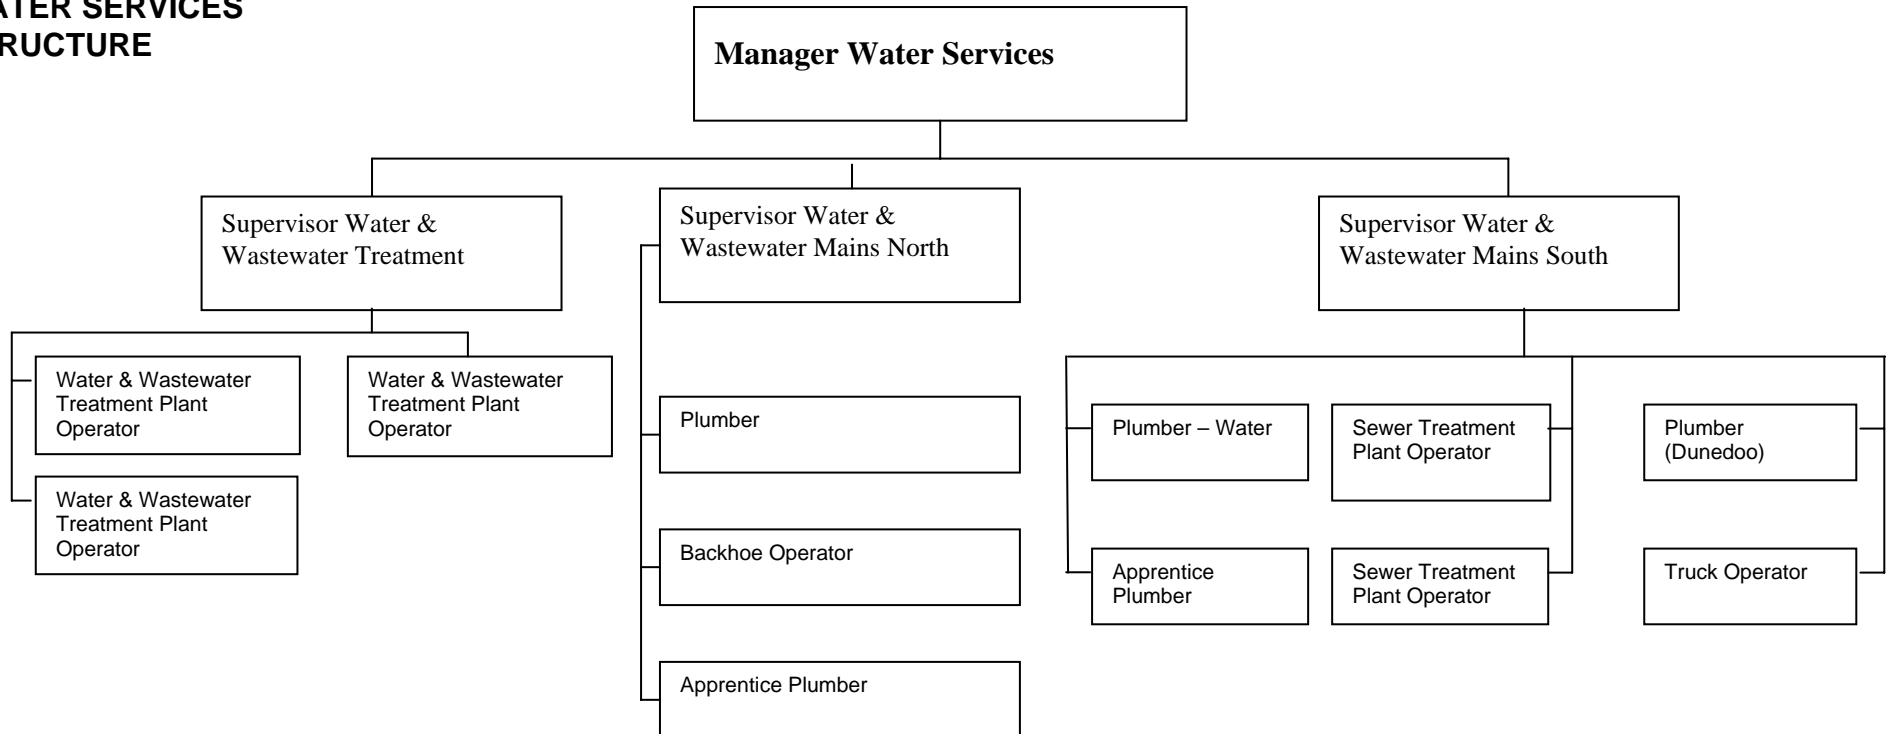 ATER SERVICES
RUCTURE
Manager Water Services
Supervisor Water &
Wastewater Treatment
Supervisor Water &
Wastewater Mains North
Supervisor Water &
Wastewater Mains South
Water & Wastewater
Treatment Plant
Operator
Water & Wastewater
Treatment Plant
Operator
Water & Wastewater
Treatment Plant
Operator
Plumber
Backhoe Operator
Apprentice Plumber
Plumber – Water
Sewer Treatment
Plant Operator
Plumber
(Dunedoo)
Apprentice
Plumber
Sewer Treatment
Plant Operator
Truck Operator